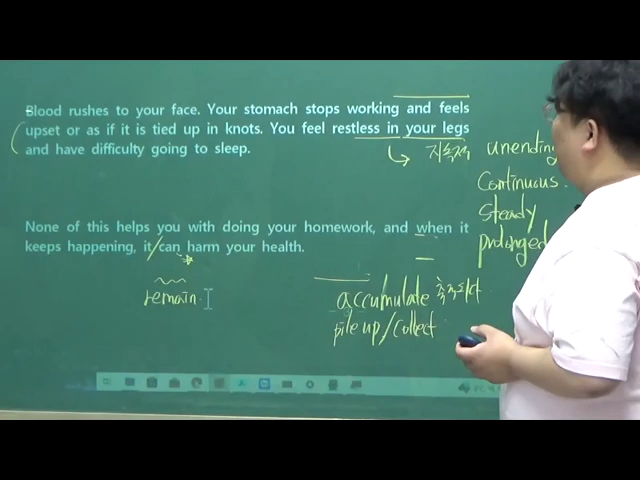 Blood rushes to your face. Your stomach stops working and feels
upset or as if it is tied up in knots. You feel restless in your legs
and have difficulty going to sleep.
지속적
unending
continuous.
steady
prolonged
None of this helps you with doing your homework, and when it
keeps happening, it can harm your health.
remain.
accumulate 축적하다
pile up/collect